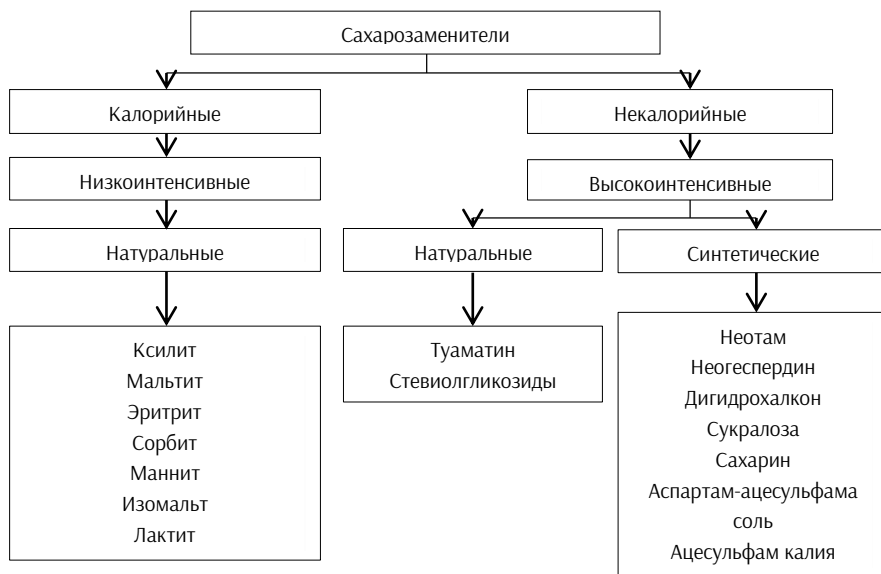 Сахарозаменители
Калорийные
Некалорийные
Низкоинтенсивные
Высокоинтенсивные
Натуральные
Натуральные
Синтетические
Ксилит
Мальтит
Эритрит
Сорбит
Маннит
Изомальт
Лактит
Туаматин
Стевиолгликозиды
Неотам
Неогеспердин
Дигидрохалкон
Сукралоза
Сахарин
Аспартам-ацесульфама
соль
Ацесульфам калия